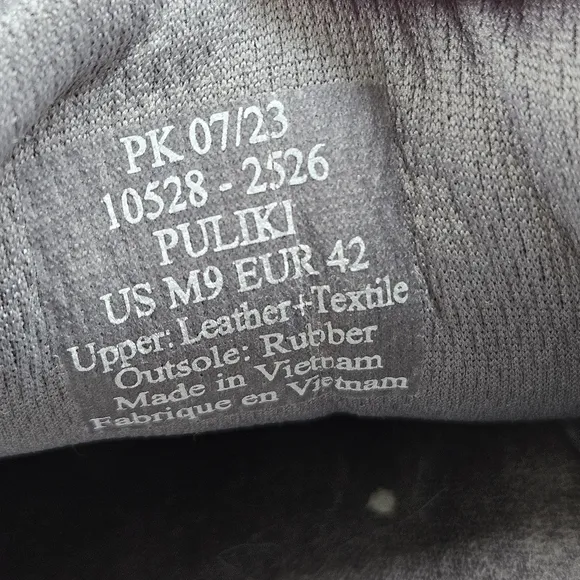 PK 07/23
10528 - 2526
PULIKI
US M9 EUR 42
Upper: Leather+Textile
Outsole: Rubber
Made in Vietnam
Fabrique en Vietnam